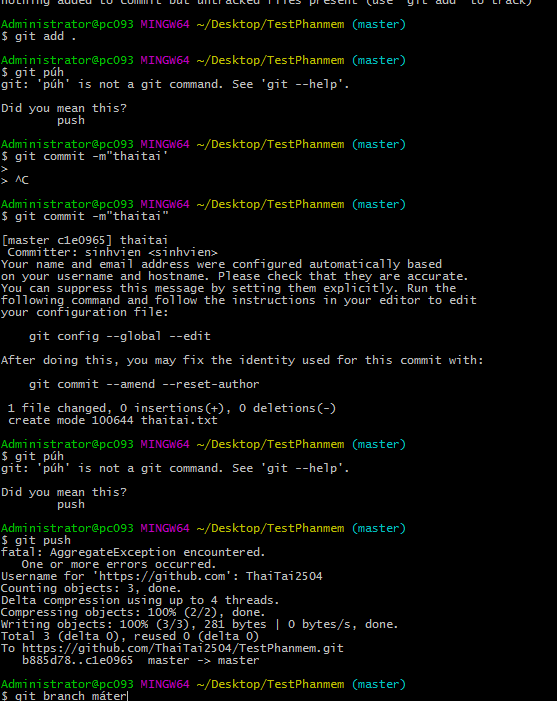 nothing added to commit but untracked files present (use "git add" to track)
Administrator@pc093 MINGW64 ~/Desktop/TestPhanmem (master)
$ git add .
Administrator@pc093 MINGW64 ~/Desktop/TestPhanmem (master)
$ git púh
git: 'púh' is not a git command. See 'git --help'.
Did you mean this?
push
Administrator@pc093 MINGW64 ~/Desktop/TestPhanmem (master)
$ git commit -m"thaitai'
>
> ^C
Administrator@pc093 MINGW64 ~/Desktop/TestPhanmem (master)
$ git commit -m"thaitai"
[master c1e0965] thaitai
Committer: sinhvien <sinhvien>
Your name and email address were configured automatically based
on your username and hostname. Please check that they are accurate.
You can suppress this message by setting them explicitly. Run the
following command and follow the instructions in your editor to edit
your configuration file:
git config --global --edit
After doing this, you may fix the identity used for this commit with:
git commit --amend --reset-author
1 file changed, 0 insertions(+), 0 deletions(-)
create mode 100644 thaitai.txt
Administrator@pc093 MINGW64 ~/Desktop/TestPhanmem (master)
$ git púh
git: 'púh' is not a git command. See 'git --help'.
Did you mean this?
push
Administrator@pc093 MINGW64 ~/Desktop/TestPhanmem (master)
$ git push
fatal: AggregateException encountered.
One or more errors occurred.
Username for 'https://github.com': ThaiTai2504
Counting objects: 3, done.
Delta compression using up to 4 threads.
Compressing objects: 100% (2/2), done.
Writing objects: 100% (3/3), 281 bytes | 0 bytes/s, done.
Total 3 (delta 0), reused 0 (delta 0)
To https://github.com/ThaiTai2504/TestPhanmem.git
b885d78..c1e0965  master -> master
Administrator@pc093 MINGW64 ~/Desktop/TestPhanmem (master)
$ git branch máter